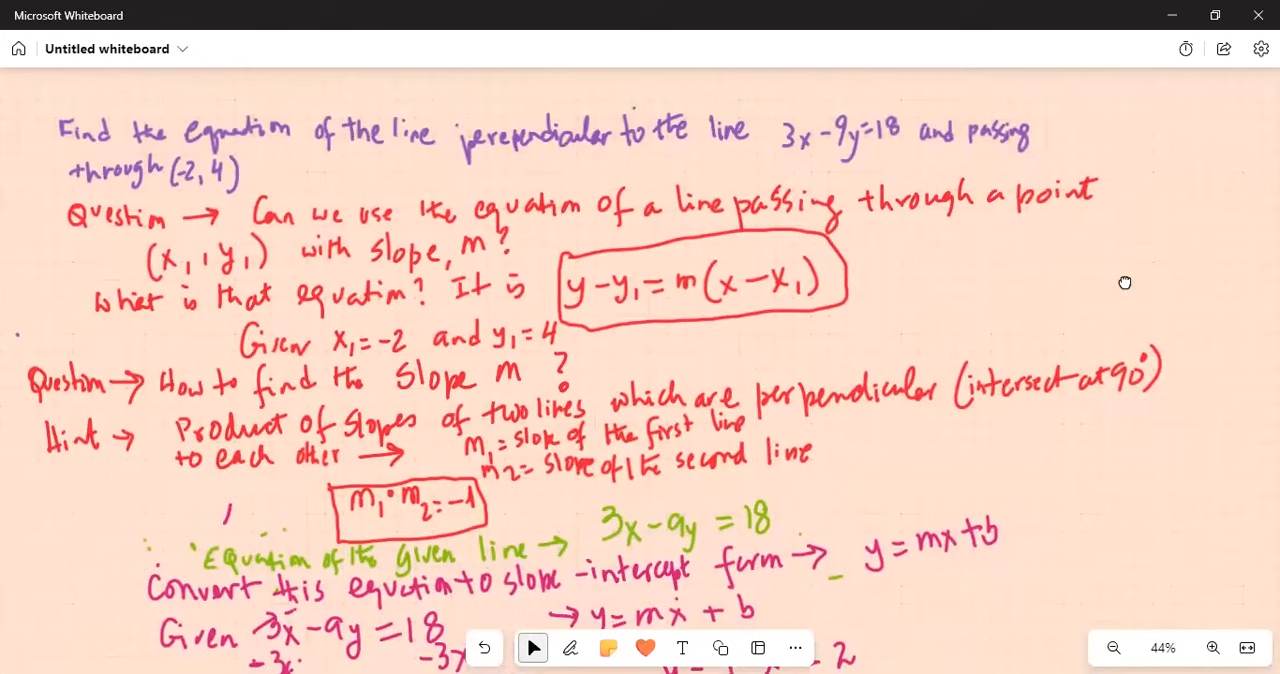 Microsoft Whiteboard
Untitled whiteboard
Find the equation of the line perependicular to the line 3x-9y=18 and passing
through (-2, 4)
Question → Can we use the equation of a line passing through a point
(x₁, y₁) with slope, m?
What is that equation? It is y-y₁=m(x-x₁)
Given x₁=-2 and y₁=4
Question → How to find the Slope m ?
Hint → Product of slopes of two lines which are perpendicular (intersect at 90°)
to each other → m₁=slope of the first line
m₂=slope of the second line
m₁•m₂=-1
Equation of the given line → 3x-9y=18
Convert this equation to slope-intercept form → y=mx+b
Given 3x-9y=18 → y=mx+b
-3x -3x
2
44%